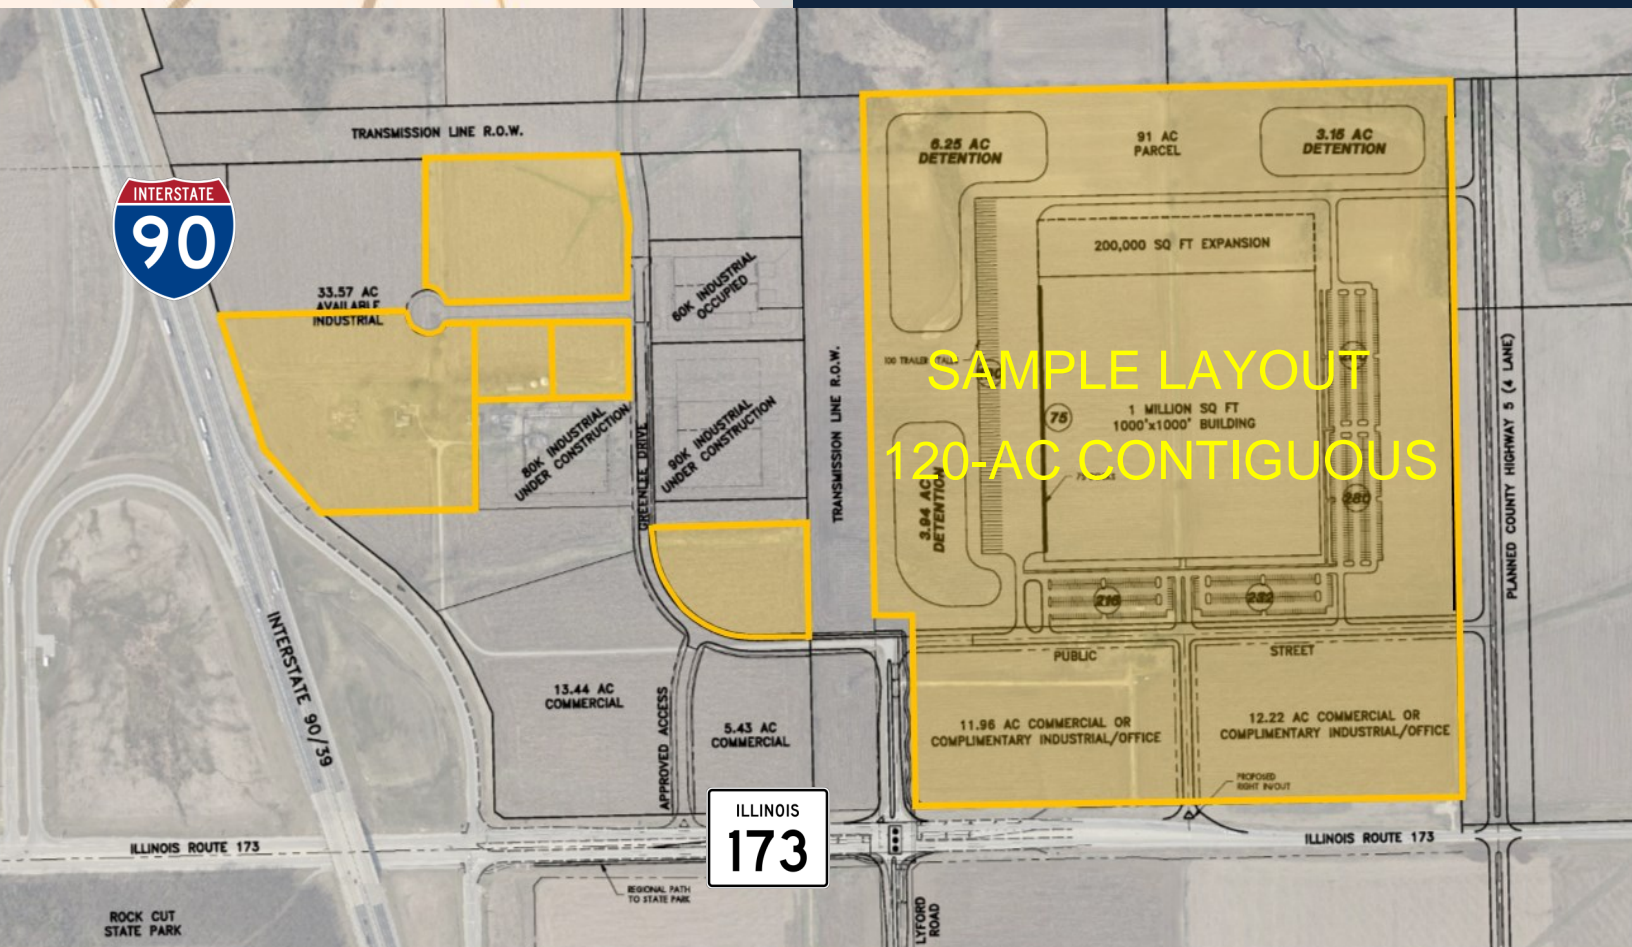 TRANSMISSION LINE R.O.W.
6.25 AC
DETENTION
91 AC
PARCEL
3.15 AC
DETENTION
INTERSTATE
90
200,000 SQ FT EXPANSION
60K INDUSTRIAL
OCCUPIED
33.57 AC
AVAILABLE
INDUSTRIAL
100 TRAILER
SAMPLE LAYOUT
1 MILLION SQ FT
1000'x1000' BUILDING
75
120-AC CONTIGUOUS
80K INDUSTRIAL
UNDER CONSTRUCTION
GREENLEE DRIVE
90K INDUSTRIAL
UNDER CONSTRUCTION
TRANSMISSION LINE R.O.W.
3.94 AC
DETENTION
280
PLANNED COUNTY HIGHWAY 5 (4 LANE)
216
232
PUBLIC
STREET
INTERSTATE 90/39
13.44 AC
COMMERCIAL
APPROVED ACCESS
5.43 AC
COMMERCIAL
11.96 AC COMMERCIAL OR
COMPLIMENTARY INDUSTRIAL/OFFICE
12.22 AC COMMERCIAL OR
COMPLIMENTARY INDUSTRIAL/OFFICE
PROPOSED
RIGHT IN/OUT
ILLINOIS
173
ILLINOIS ROUTE 173
ILLINOIS ROUTE 173
REGIONAL PATH
TO STATE PARK
LYFORD
ROAD
ROCK CUT
STATE PARK